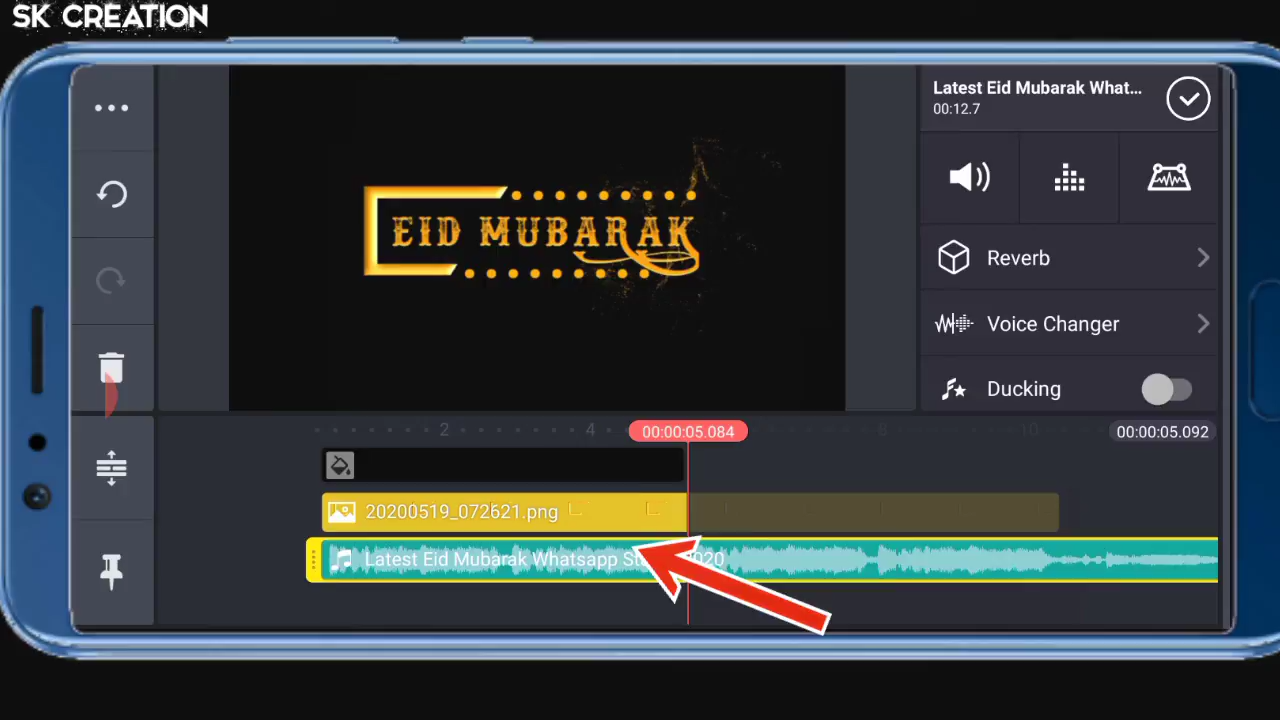 SK CREATION
Latest Eid Mubarak What...
00:12.7
EID MUBARAK
Reverb
Voice Changer
Ducking
2
4
00:00:05.084
8
10
00:00:05.092
20200519_072621.png
Latest Eid Mubarak Whatsapp St 2020